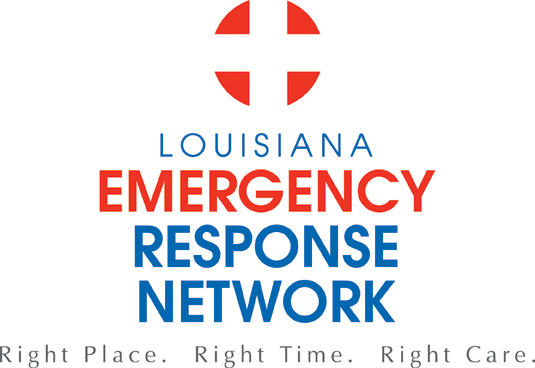 LOUISIANA
EMERGENCY
RESPONSE
NETWORK
Right Place. Right Time. Right Care.